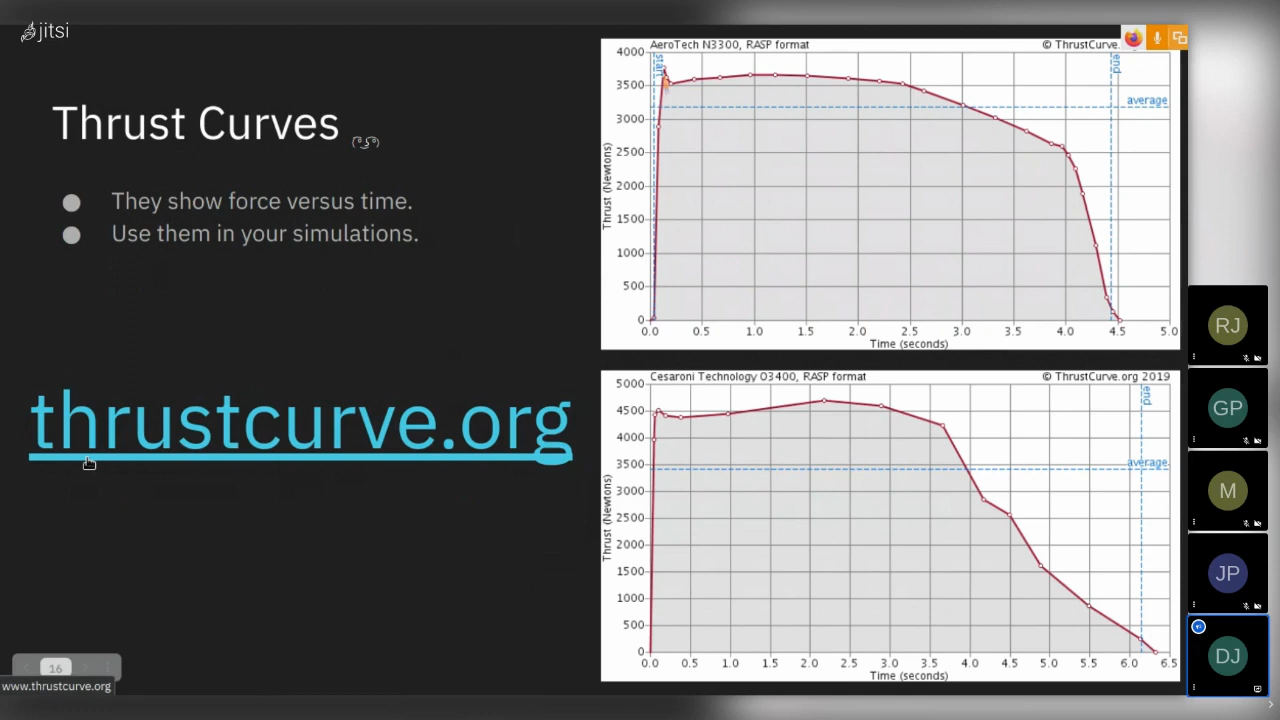 jitsi
Thrust Curves ( ͡° ͜ʖ ͡°)
● They show force versus time.
● Use them in your simulations.
thrustcurve.org
16
www.thrustcurve.org
AeroTech N3300, RASP format
© ThrustCurve.
4000
3500
3000
2500
2000
1500
1000
500
0
Thrust (Newtons)
start
end
average
0.0 0.5 1.0 1.5 2.0 2.5 3.0 3.5 4.0 4.5 5.0
Time (seconds)
Cesaroni Technology O3400, RASP format
© ThrustCurve.org 2019
5000
4500
4000
3500
3000
2500
2000
1500
1000
500
0
Thrust (Newtons)
end
average
0.0 0.5 1.0 1.5 2.0 2.5 3.0 3.5 4.0 4.5 5.0 5.5 6.0 6.5
Time (seconds)
RJ
GP
M
JP
DJ